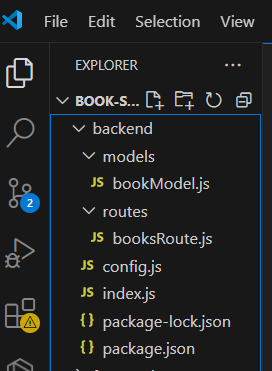 File Edit Selection View
EXPLORER ...
BOOK-S...
backend
models
JS bookModel.js
routes
JS booksRoute.js
JS config.js
2
JS index.js
{} package-lock.json
{} package.json